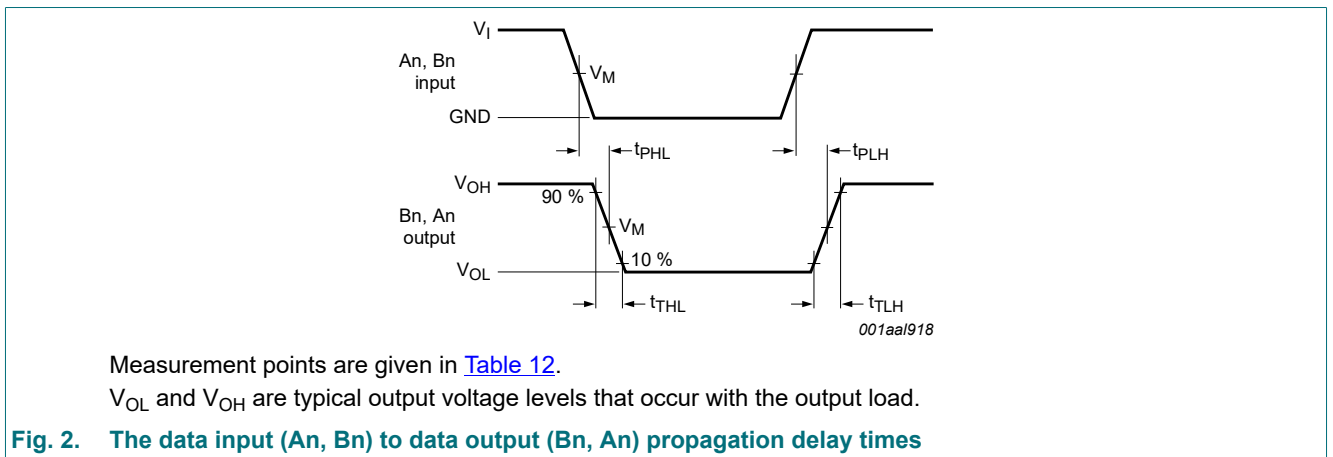 VI
An, Bn
input
VM
GND
tPHL
tPLH
VOH
90 %
Bn, An
output
VM
10 %
VOL
tTHL
tTLH
001aal918
Measurement points are given in Table 12.
VOL and VOH are typical output voltage levels that occur with the output load.
Fig. 2. The data input (An, Bn) to data output (Bn, An) propagation delay times